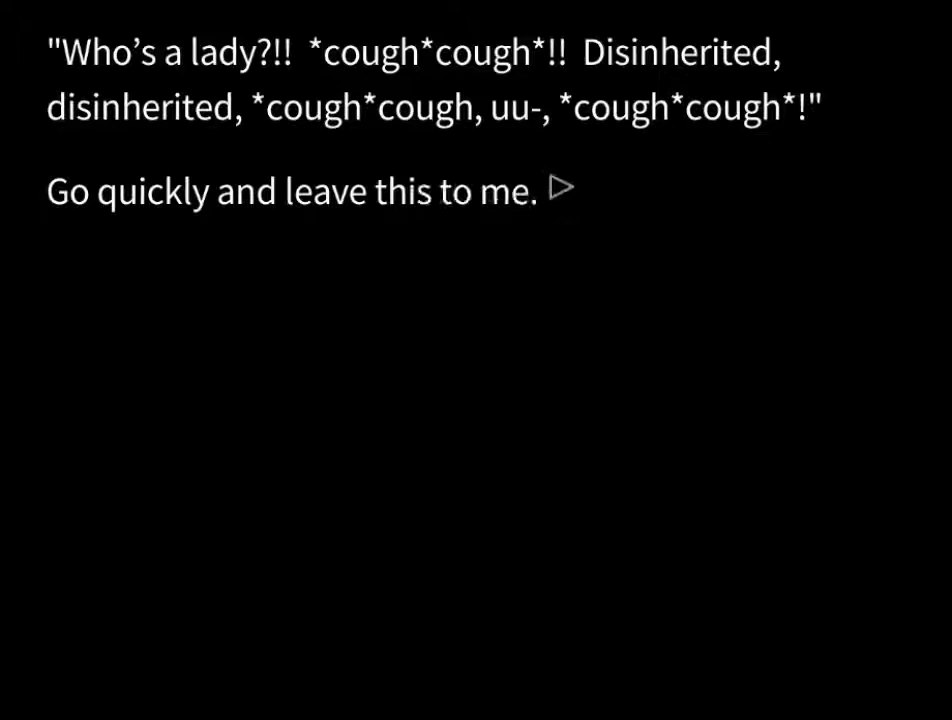 "Who’s a lady?!!  *cough*cough*!!  Disinherited,
disinherited, *cough*cough, uu-, *cough*cough*!"
Go quickly and leave this to me.